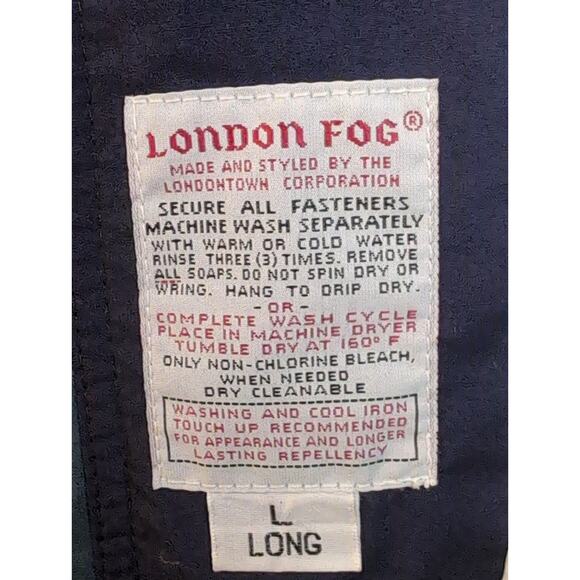 LONDON FOG®
MADE AND STYLED BY THE
LONDONTOWN CORPORATION
SECURE ALL FASTENERS
MACHINE WASH SEPARATELY
WITH WARM OR COLD WATER
RINSE THREE (3) TIMES. REMOVE
ALL SOAPS. DO NOT SPIN DRY OR
WRING. HANG TO DRIP DRY.
-OR-
COMPLETE WASH CYCLE
PLACE IN MACHINE DRYER
TUMBLE DRY AT 160° F
ONLY NON-CHLORINE BLEACH,
WHEN NEEDED
DRY CLEANABLE
WASHING AND COOL IRON
TOUCH UP RECOMMENDED
FOR APPEARANCE AND LONGER
LASTING REPELLENCY
L
LONG